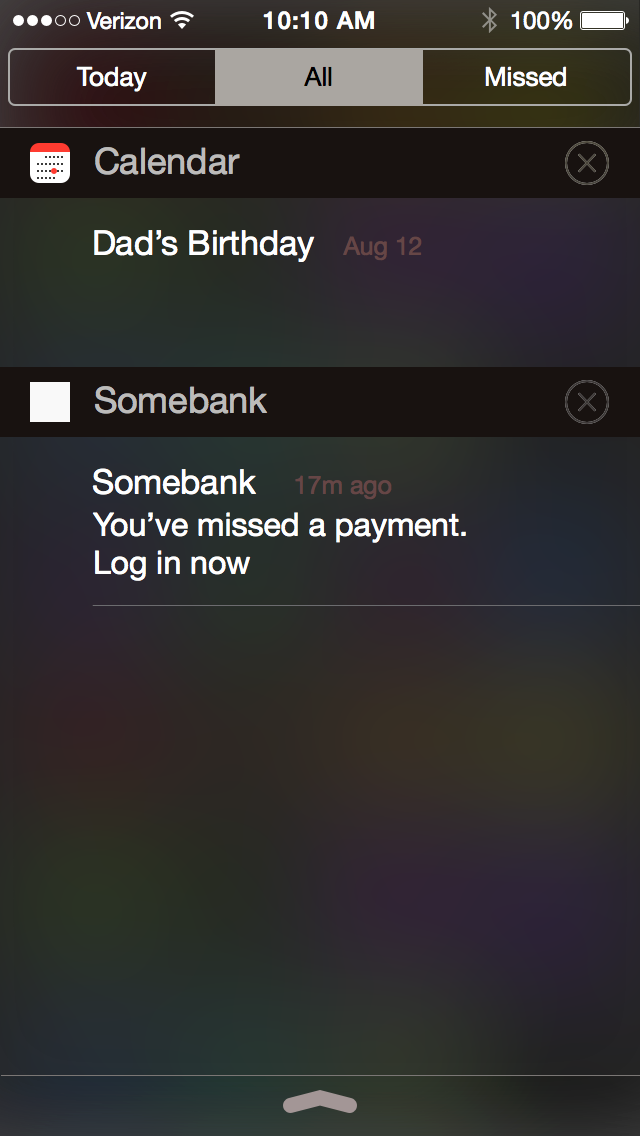 Verizon 10:10 AM 100%
Today All Missed
Calendar
Dad’s Birthday Aug 12
Somebank
Somebank 17m ago
You’ve missed a payment.
Log in now